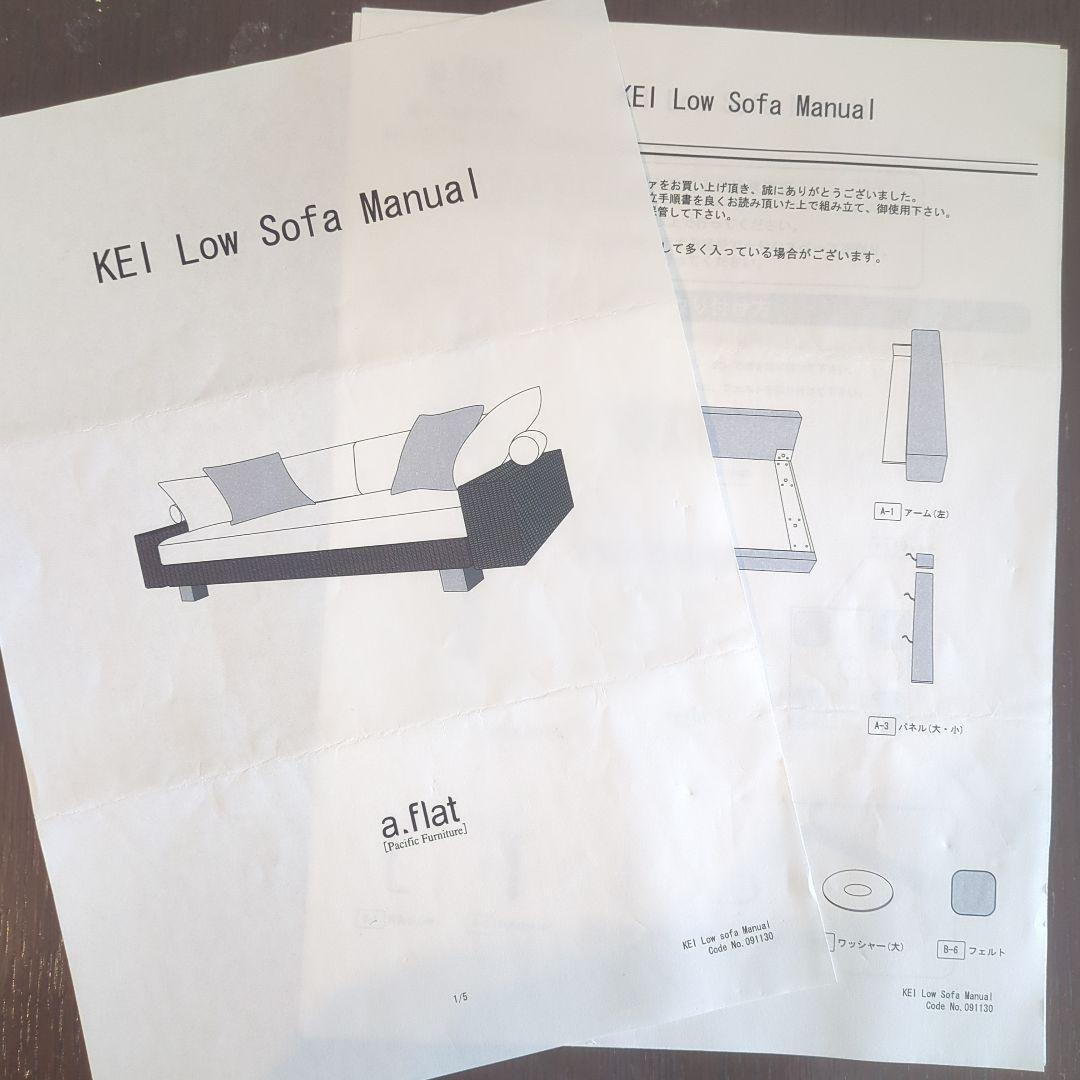 KEI Low Sofa Manual
a.flat
[Pacific Furniture]
KEI Low sofa Manual
Code No.091130
1/5
KEI Low Sofa Manual
ァをお買い上げ頂き、誠にありがとうございました。
立手順書を良くお読み頂いた上で組み立て、御使用下さい。
管して下さい。
して多く入っている場合がございます。
A-1 アーム(左)
A-3 パネル(大・小)
ワッシャー(大)
B-6 フェルト
KEI Low Sofa Manual
Code No.091130